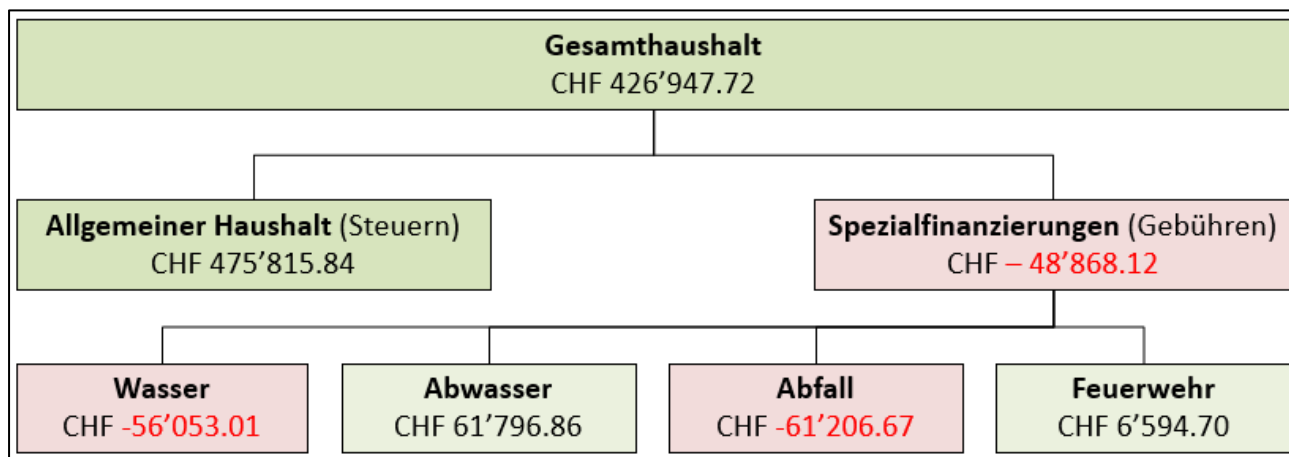 Gesamthaushalt
CHF 426’947.72
Allgemeiner Haushalt (Steuern)
CHF 475’815.84
Spezialfinanzierungen (Gebühren)
CHF – 48’868.12
Wasser
CHF -56’053.01
Abwasser
CHF 61’796.86
Abfall
CHF -61’206.67
Feuerwehr
CHF 6’594.70